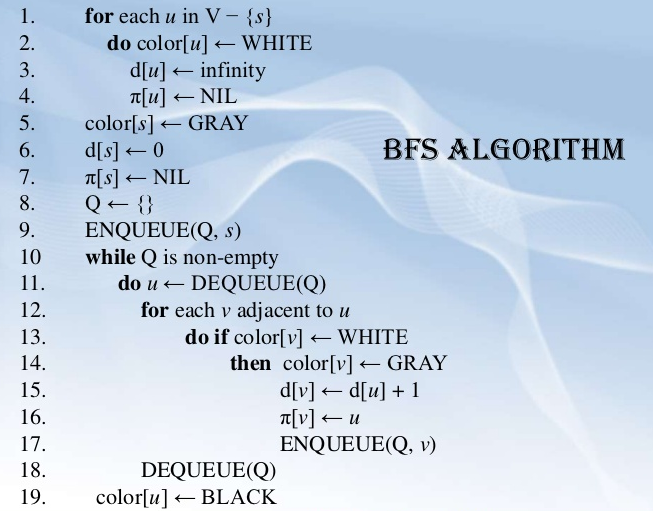 1. for each u in V − {s}
2. do color[u] ← WHITE
3. d[u] ← infinity
4. π[u] ← NIL
5. color[s] ← GRAY
6. d[s] ← 0
7. π[s] ← NIL
8. Q ← {}
9. ENQUEUE(Q, s)
10 while Q is non-empty
11. do u ← DEQUEUE(Q)
12. for each v adjacent to u
13. do if color[v] ← WHITE
14. then color[v] ← GRAY
15. d[v] ← d[u] + 1
16. π[v] ← u
17. ENQUEUE(Q, v)
18. DEQUEUE(Q)
19. color[u] ← BLACK
BFS ALGORITHM